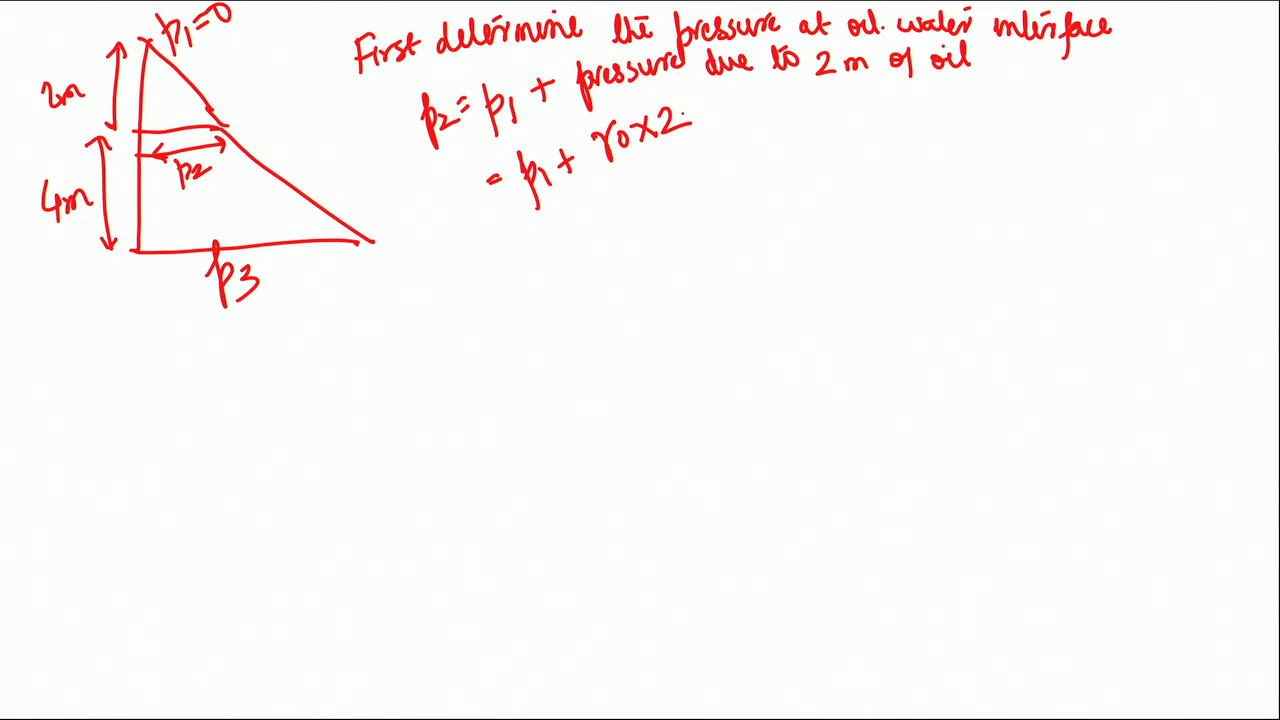 p1=0
2m
p2
4m
p3
First determine the pressure at oil-water interface
p2 = p1 + pressure due to 2m of oil
= p1 + γo×2